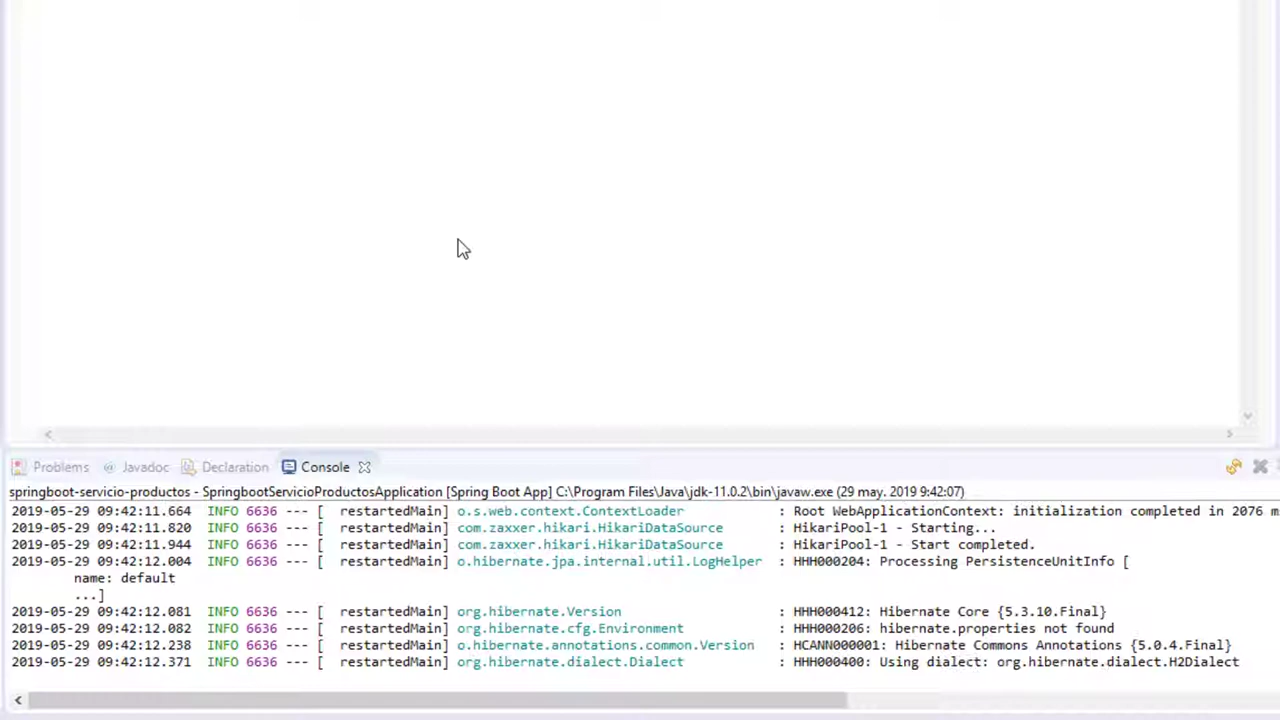 Problems @ Javadoc Declaration Console
springboot-servicio-productos - SpringbootServicioProductosApplication [Spring Boot App] C:\Program Files\Java\jdk-11.0.2\bin\javaw.exe (29 may. 2019 9:42:07)
2019-05-29 09:42:11.664 INFO 6636 --- [ restartedMain] o.s.web.context.ContextLoader : Root WebApplicationContext: initialization completed in 2076 m
2019-05-29 09:42:11.820 INFO 6636 --- [ restartedMain] com.zaxxer.hikari.HikariDataSource : HikariPool-1 - Starting...
2019-05-29 09:42:11.944 INFO 6636 --- [ restartedMain] com.zaxxer.hikari.HikariDataSource : HikariPool-1 - Start completed.
2019-05-29 09:42:12.004 INFO 6636 --- [ restartedMain] o.hibernate.jpa.internal.util.LogHelper : HHH000204: Processing PersistenceUnitInfo [
name: default
...]
2019-05-29 09:42:12.081 INFO 6636 --- [ restartedMain] org.hibernate.Version : HHH000412: Hibernate Core {5.3.10.Final}
2019-05-29 09:42:12.082 INFO 6636 --- [ restartedMain] org.hibernate.cfg.Environment : HHH000206: hibernate.properties not found
2019-05-29 09:42:12.238 INFO 6636 --- [ restartedMain] o.hibernate.annotations.common.Version : HCANN000001: Hibernate Commons Annotations {5.0.4.Final}
2019-05-29 09:42:12.371 INFO 6636 --- [ restartedMain] org.hibernate.dialect.Dialect : HHH000400: Using dialect: org.hibernate.dialect.H2Dialect